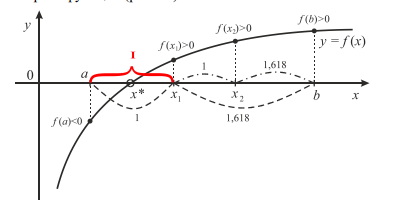 y
f(b)>0
f(x₂)>0
f(x₁)>0
y = f(x)
I
0
a
1
1,618
x*
x₁
x₂
b
x
f(a)<0
1
1,618